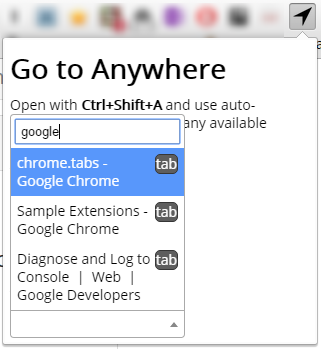 Go to Anywhere
Open with Ctrl+Shift+A and use auto-
any available
google
chrome.tabs - tab
Google Chrome
Sample Extensions - tab
Google Chrome
Diagnose and Log to tab
Console | Web |
Google Developers